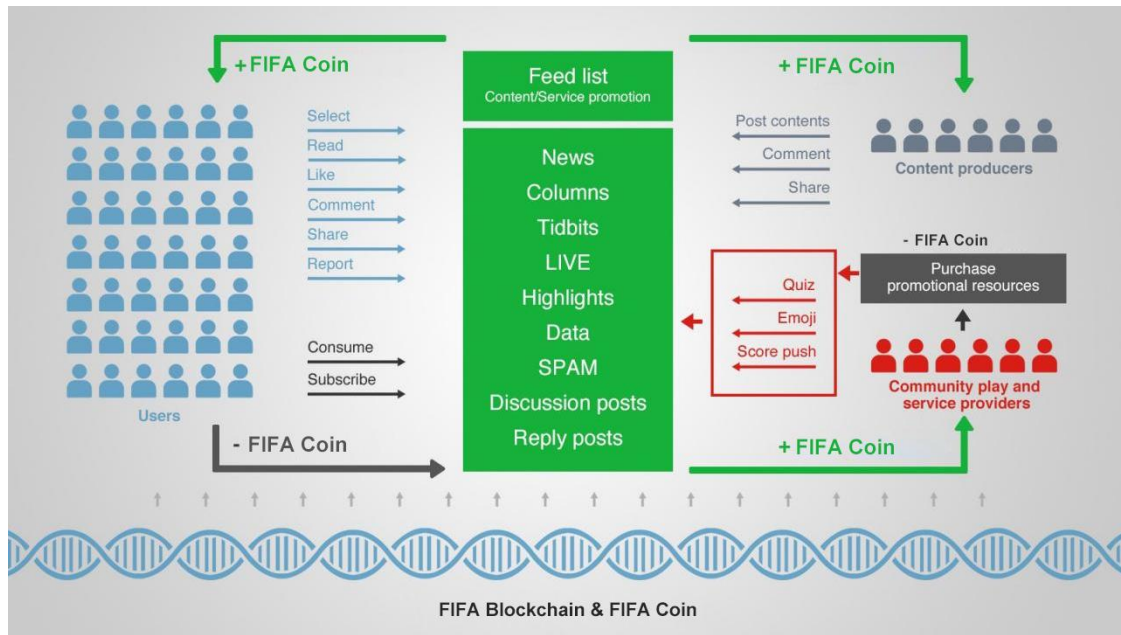 +FIFA Coin
Select
Read
Like
Comment
Share
Report
Consume
Subscribe
Users
- FIFA Coin
Feed list
Content/Service promotion
News
Columns
Tidbits
LIVE
Highlights
Data
SPAM
Discussion posts
Reply posts
+FIFA Coin
Post contents
Comment
Share
Content producers
- FIFA Coin
Purchase
promotional resources
Quiz
Emoji
Score push
Community play and
service providers
+FIFA Coin
FIFA Blockchain & FIFA Coin